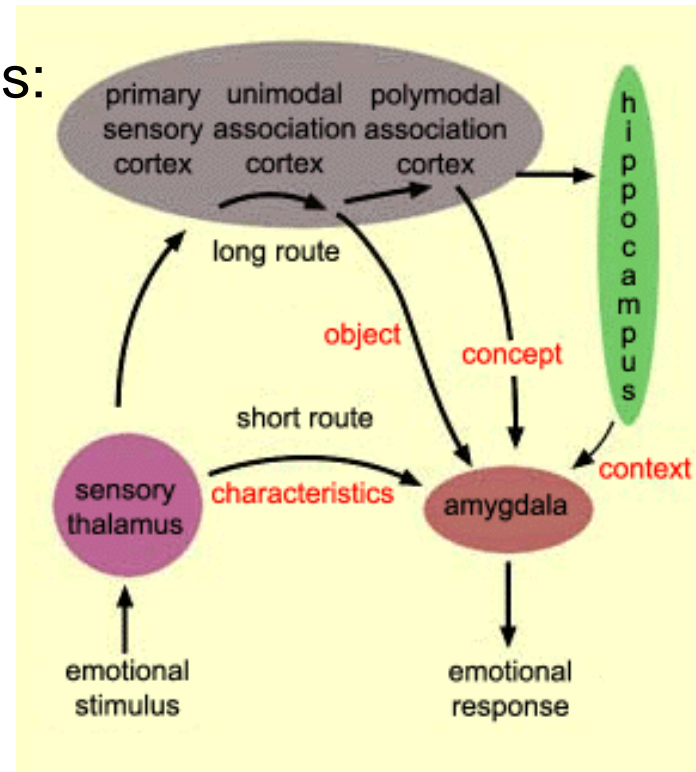 s:
primary
sensory
cortex
unimodal
association
cortex
polymodal
association
cortex
long route
h
i
p
p
o
c
a
m
p
u
s
object
concept
short route
characteristics
context
sensory
thalamus
amygdala
emotional
stimulus
emotional
response